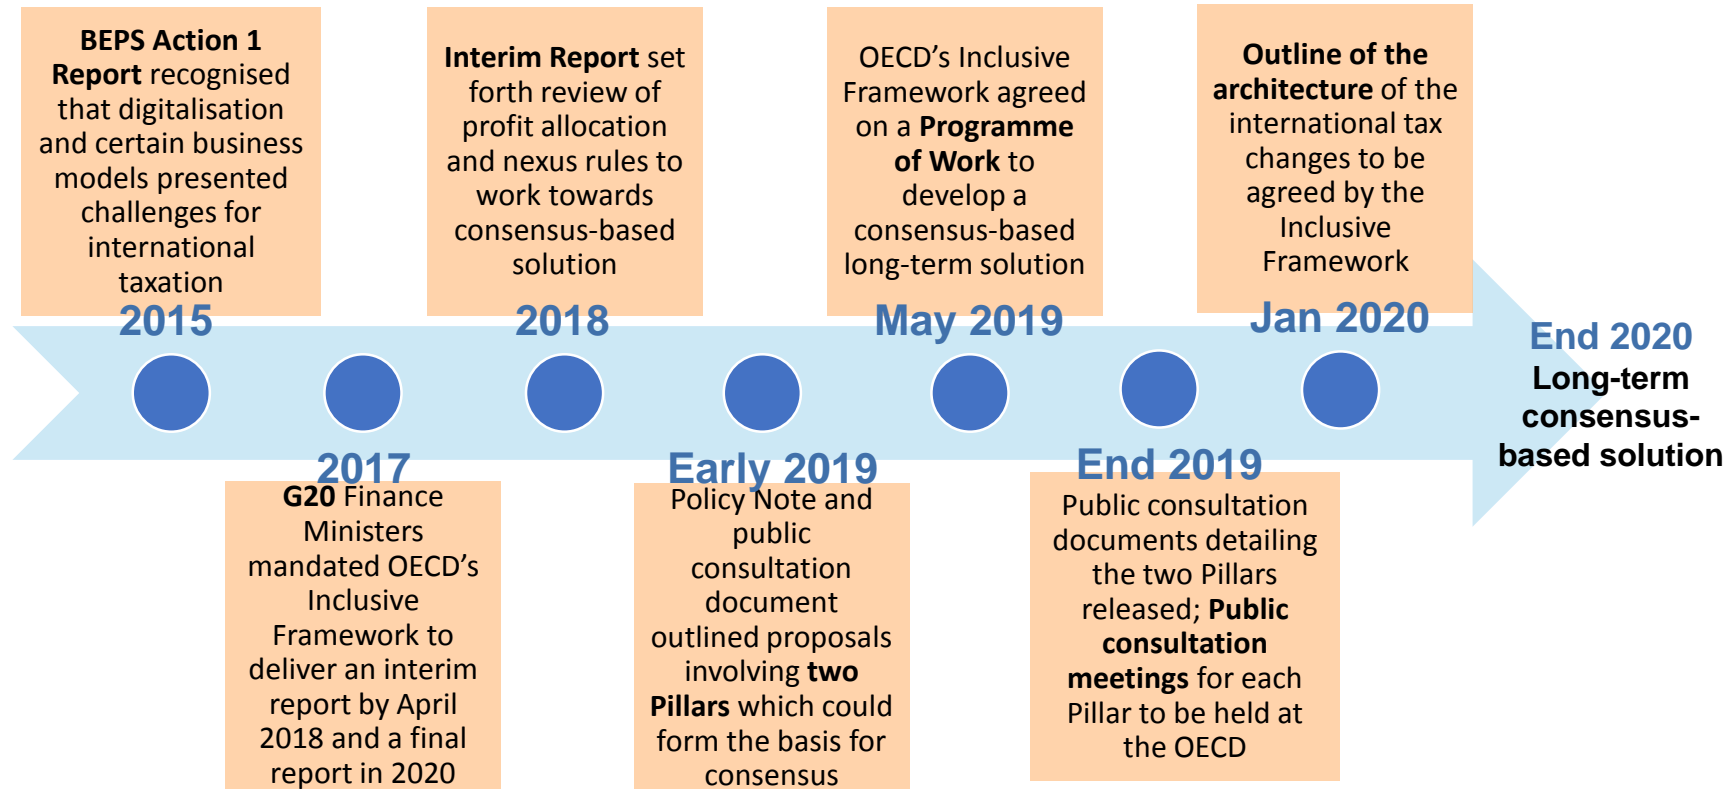 BEPS Action 1
Report recognised
that digitalisation
and certain business
models presented
challenges for
international
taxation
2015
G20 Finance
Ministers
mandated OECD's
Inclusive
Framework to
deliver an interim
report by April
2018 and a final
report in 2020
2017
Interim Report set
forth review of
profit allocation
and nexus rules to
work towards
consensus-based
solution
2018
Early 2019
Policy Note and
public
consultation
document
outlined proposals
involving two
Pillars which could
form the basis for
consensus
OECD's Inclusive
Framework agreed
on a Programme
of Work to
develop a
consensus-based
long-term solution
May 2019
End 2019
Public consultation
documents detailing
the two Pillars
released; Public
consultation
meetings for each
Pillar to be held at
the OECD
Outline of the
architecture of the
international tax
changes to be
agreed by the
Inclusive
Framework
Jan 2020
End 2020
Long-term
consensus-
based solution